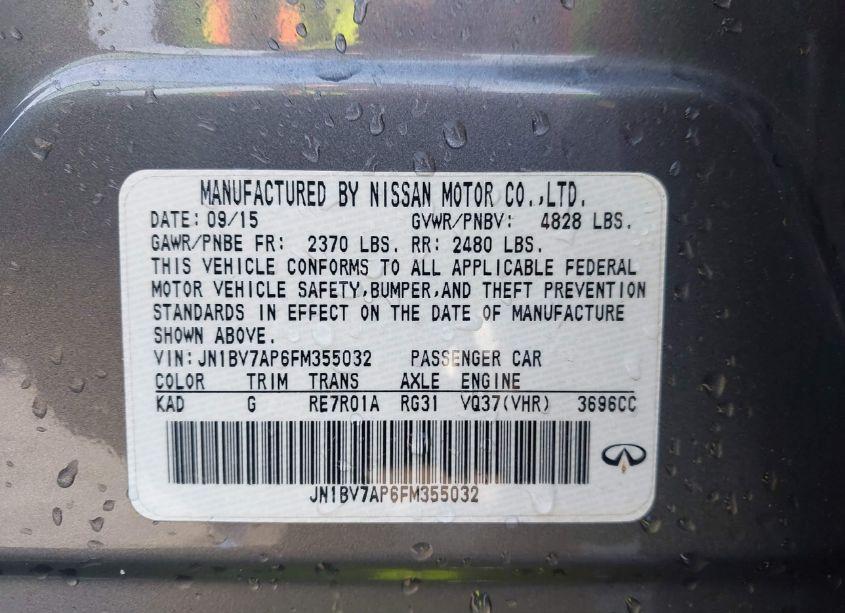 MANUFACTURED BY NISSAN MOTOR CO.,LTD.
DATE: 09/15 GVWR/PNBV: 4828 LBS.
GAWR/PNBE FR: 2370 LBS. RR: 2480 LBS.
THIS VEHICLE CONFORMS TO ALL APPLICABLE FEDERAL
MOTOR VEHICLE SAFETY,BUMPER,AND THEFT PREVENTION
STANDARDS IN EFFECT ON THE DATE OF MANUFACTURE
SHOWN ABOVE.
VIN:JN1BV7AP6FM355032 PASSENGER CAR
COLOR TRIM TRANS AXLE ENGINE
KAD G RE7R01A RG31 VQ37(VHR) 3696CC
JN1BV7AP6FM355032